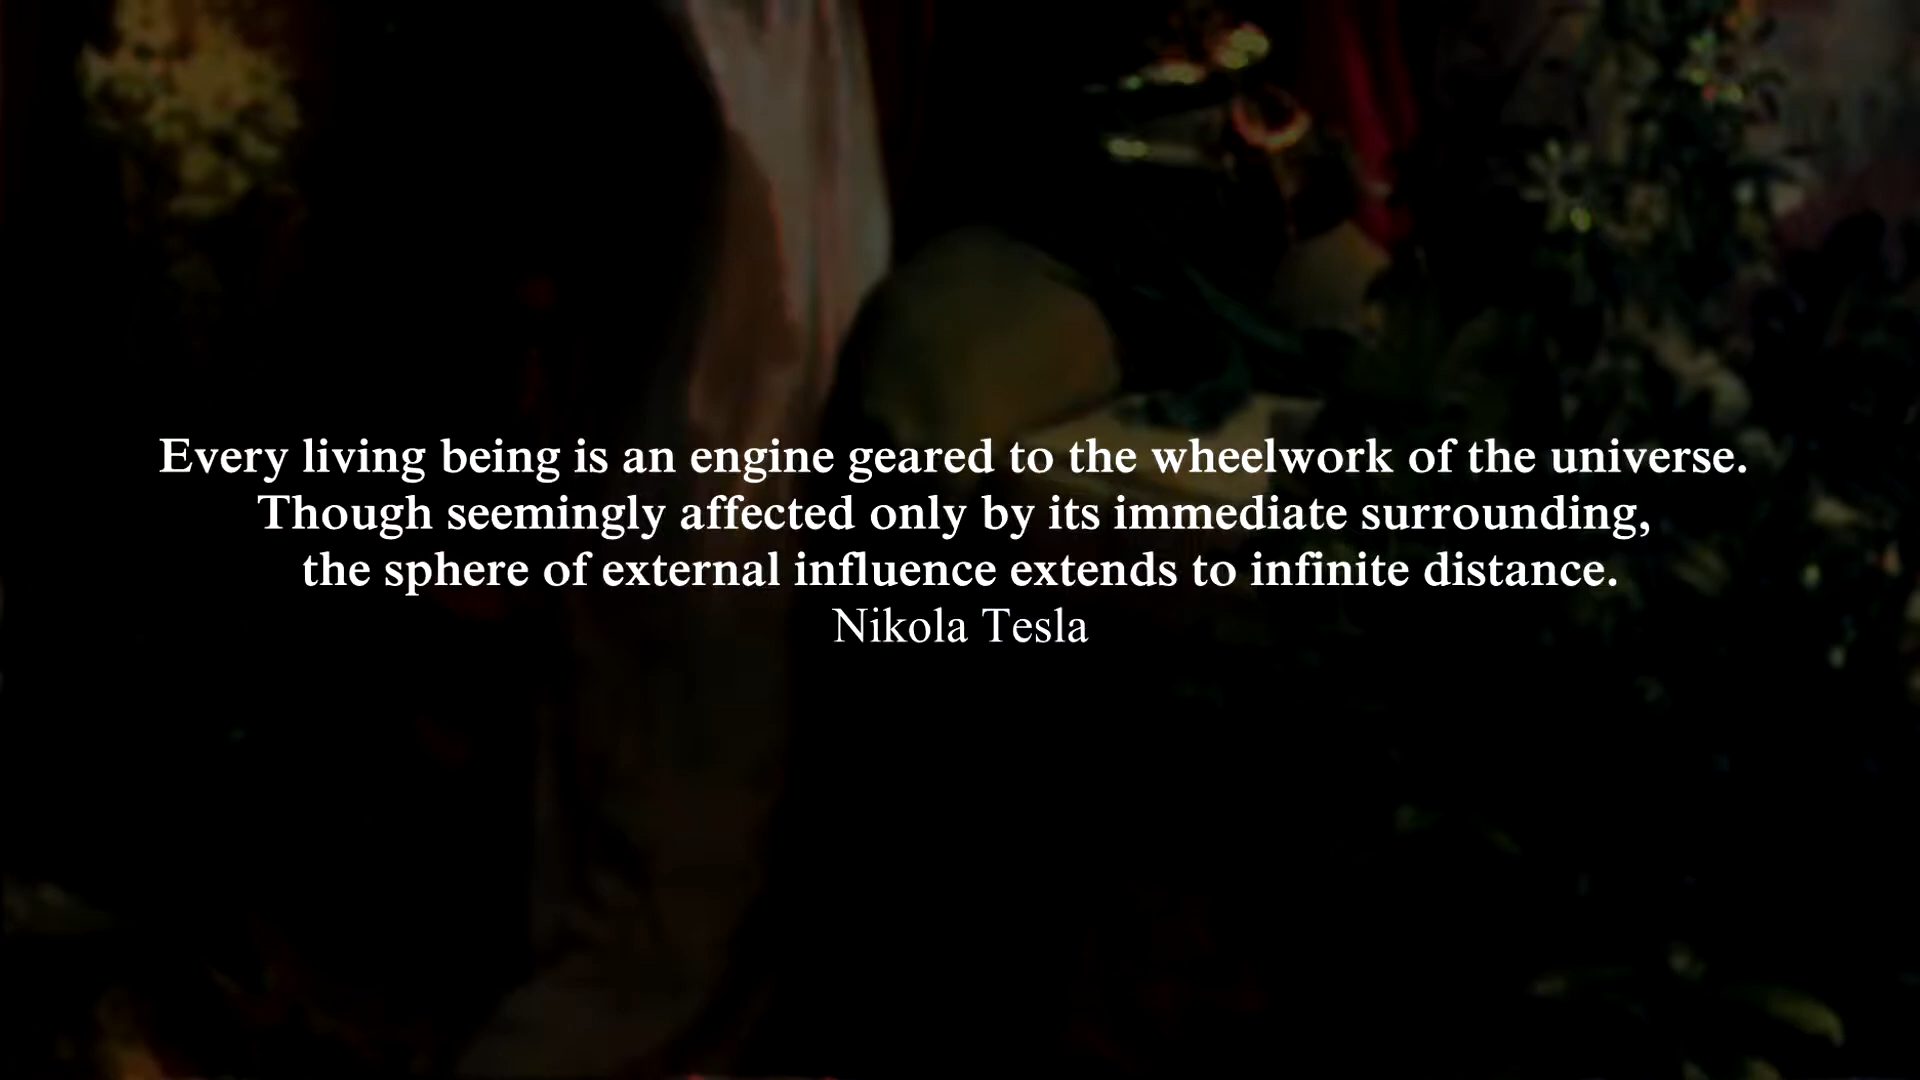 Every living being is an engine geared to the wheelwork of the universe.
Though seemingly affected only by its immediate surrounding,
the sphere of external influence extends to infinite distance.
Nikola Tesla